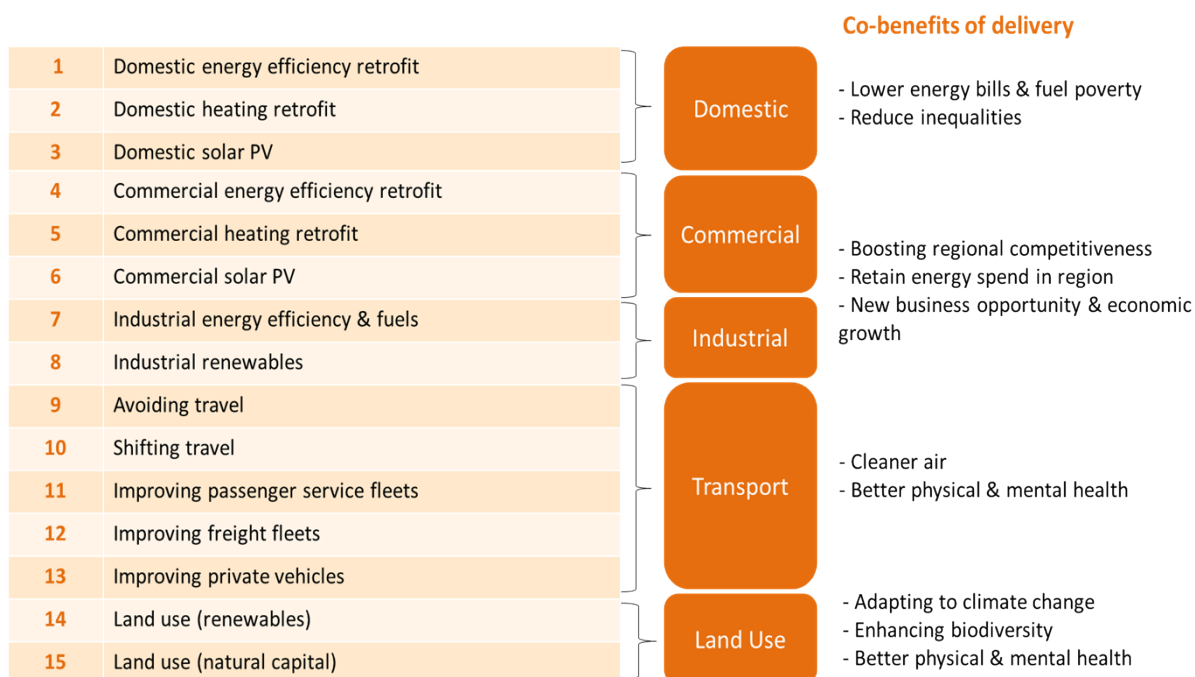 Co-benefits of delivery
1 Domestic energy efficiency retrofit
2 Domestic heating retrofit
3 Domestic solar PV
Domestic
- Lower energy bills & fuel poverty
- Reduce inequalities
4 Commercial energy efficiency retrofit
5 Commercial heating retrofit
6 Commercial solar PV
Commercial
7 Industrial energy efficiency & fuels
8 Industrial renewables
Industrial
- Boosting regional competitiveness
- Retain energy spend in region
- New business opportunity & economic
growth
9 Avoiding travel
10 Shifting travel
11 Improving passenger service fleets
12 Improving freight fleets
13 Improving private vehicles
Transport
- Cleaner air
- Better physical & mental health
14 Land use (renewables)
15 Land use (natural capital)
Land Use
- Adapting to climate change
- Enhancing biodiversity
- Better physical & mental health